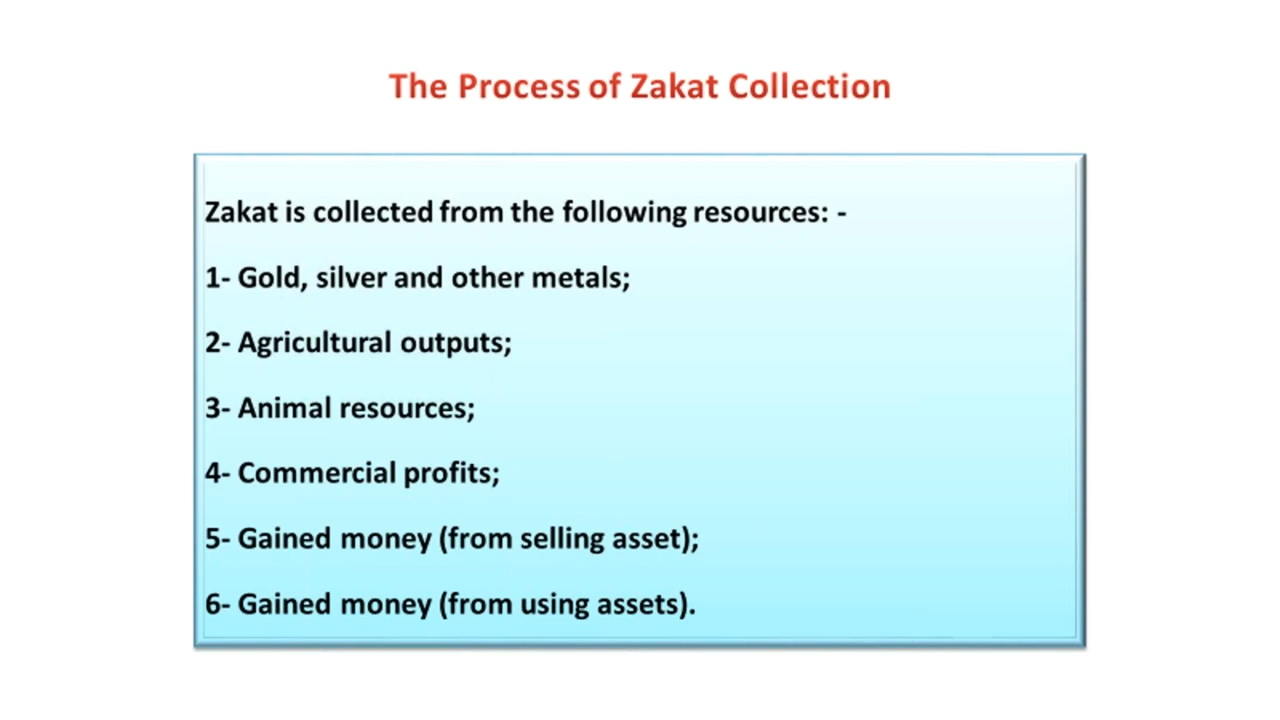 The Process of Zakat Collection
Zakat is collected from the following resources: -
1- Gold, silver and other metals;
2- Agricultural outputs;
3- Animal resources;
4- Commercial profits;
5- Gained money (from selling asset);
6- Gained money (from using assets).